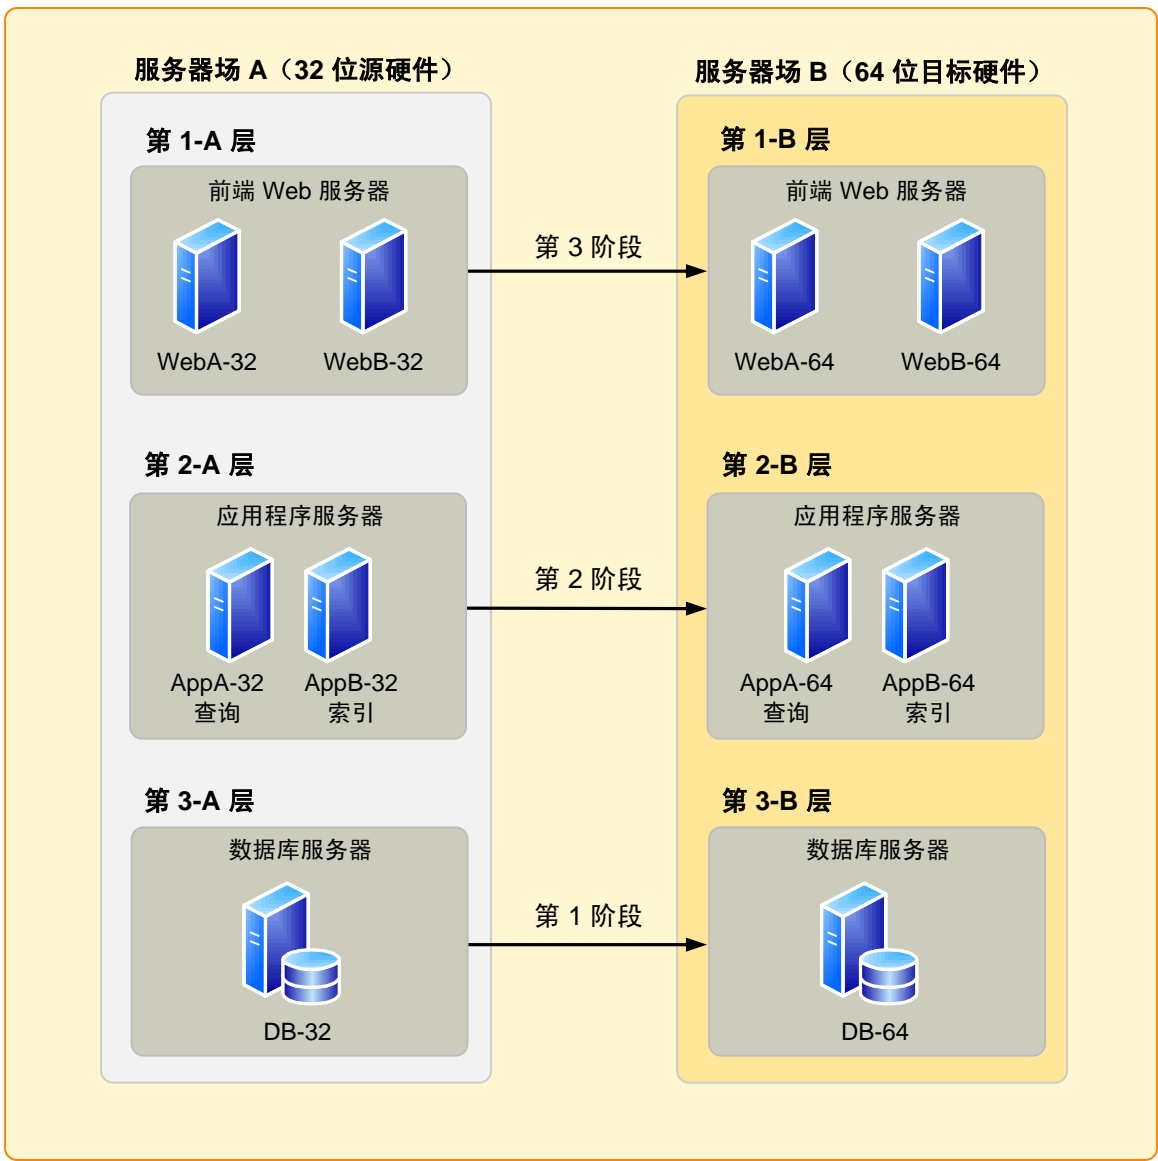 服务器场 A（32 位源硬件）
服务器场 B（64 位目标硬件）
第 1-A 层
前端 Web 服务器
WebA-32
WebB-32
第 3 阶段
第 1-B 层
前端 Web 服务器
WebA-64
WebB-64
第 2-A 层
应用程序服务器
AppA-32
查询
AppB-32
索引
第 2 阶段
第 2-B 层
应用程序服务器
AppA-64
查询
AppB-64
索引
第 3-A 层
数据库服务器
DB-32
第 1 阶段
第 3-B 层
数据库服务器
DB-64